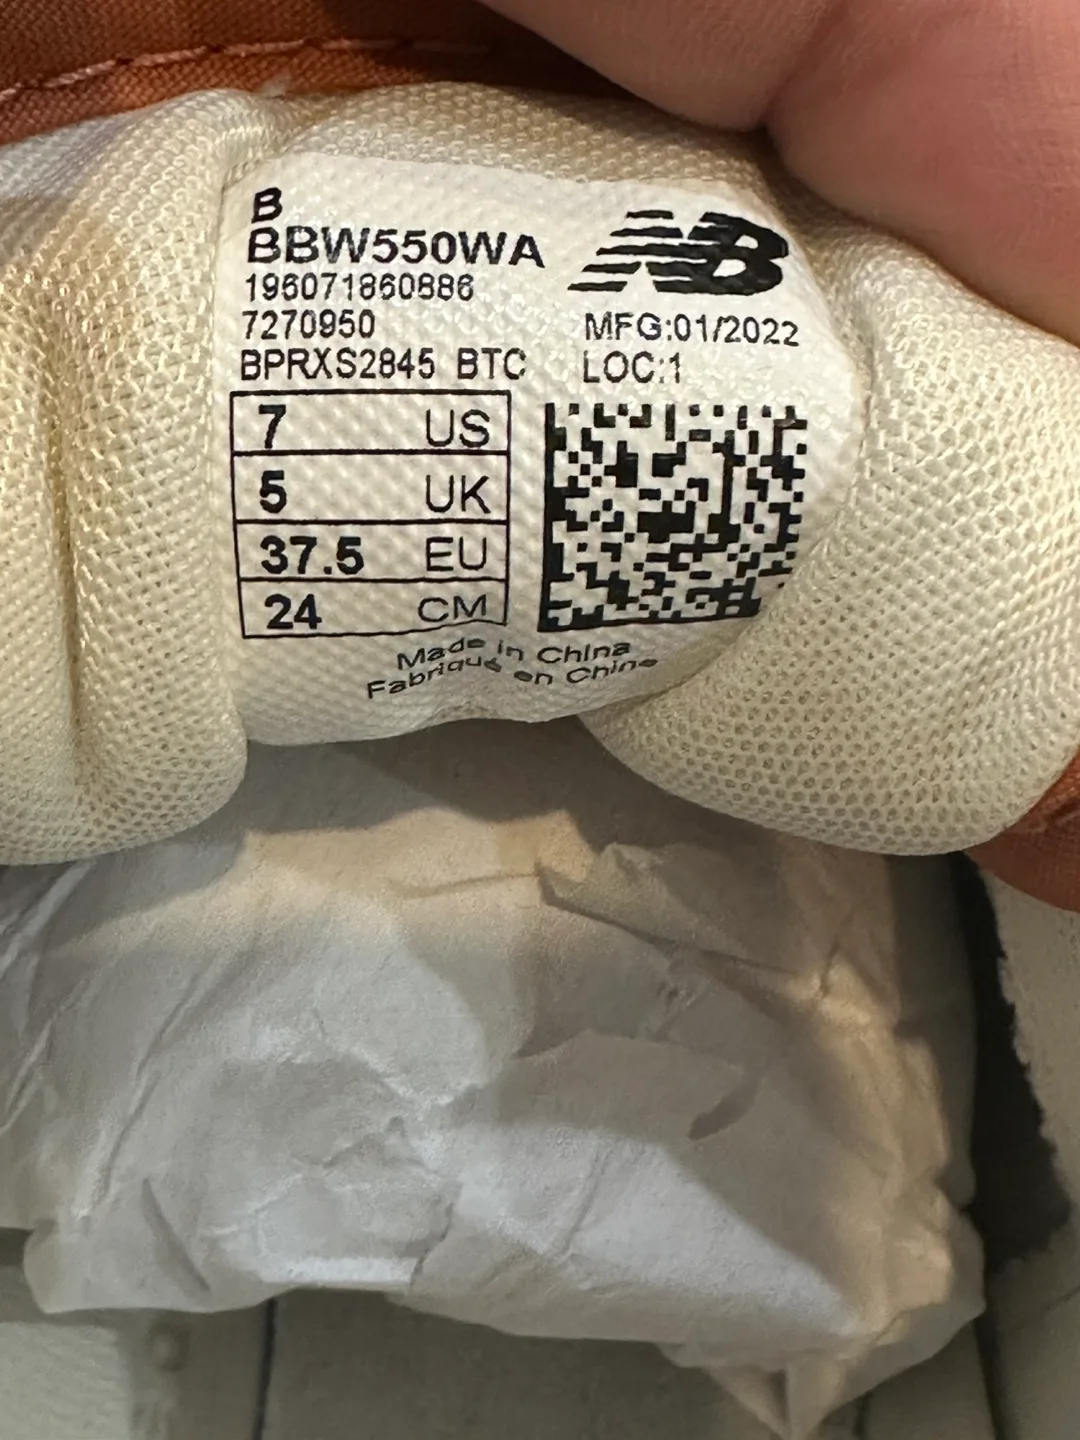 B
BBW550WA
196071860886
7270950
BPRXS2845 BTC
NB
MFG:01/2022
LOC:1
7 US
5 UK
37.5 EU
24 CM
Made in China
Fabriqué en Chine